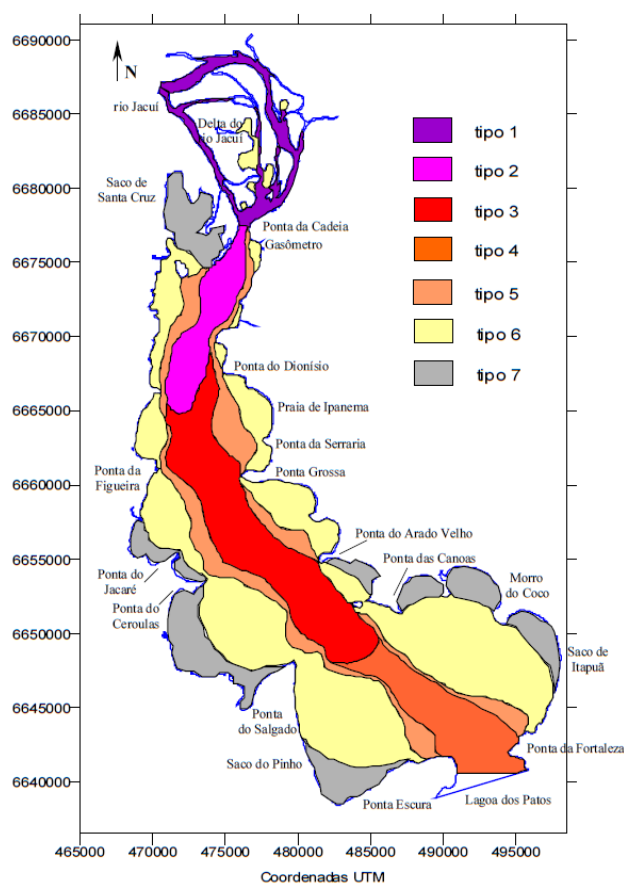 6690000
N
6685000
rio Jacuí
Delta do
rio Jacuí
tipo 1
tipo 2
tipo 3
tipo 4
tipo 5
tipo 6
tipo 7
6680000
Saco de
Santa Cruz
Ponta da Cadeia
Gasômetro
6675000
6670000
Ponta do Dionísio
6665000
Praia de Ipanema
Ponta da Serraria
Ponta Grossa
6660000
Ponta da
Figueira
Ponta do Arado Velho
6655000
Ponta das Canoas
Ponta do
Jacaré
Morro
do Coco
Ponta do
Ceroulas
6650000
Saco de
Itapuã
6645000
Ponta
do Salgado
Ponta da Fortaleza
Saco do Pinho
6640000
Ponta Escura
Lagoa dos Patos
465000 470000 475000 480000 485000 490000 495000
Coordenadas UTM